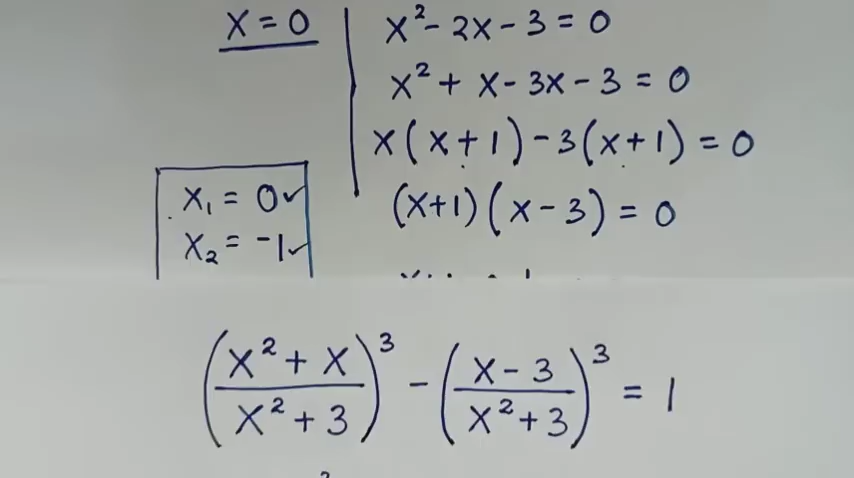 x = 0
x² - 2x - 3 = 0
x² + x - 3x - 3 = 0
x(x+1) - 3(x+1) = 0
(x+1)(x-3) = 0
x₁ = 0✓
x₂ = -1✓
((x² + x)/(x² + 3))³ - ((x - 3)/(x² + 3))³ = 1